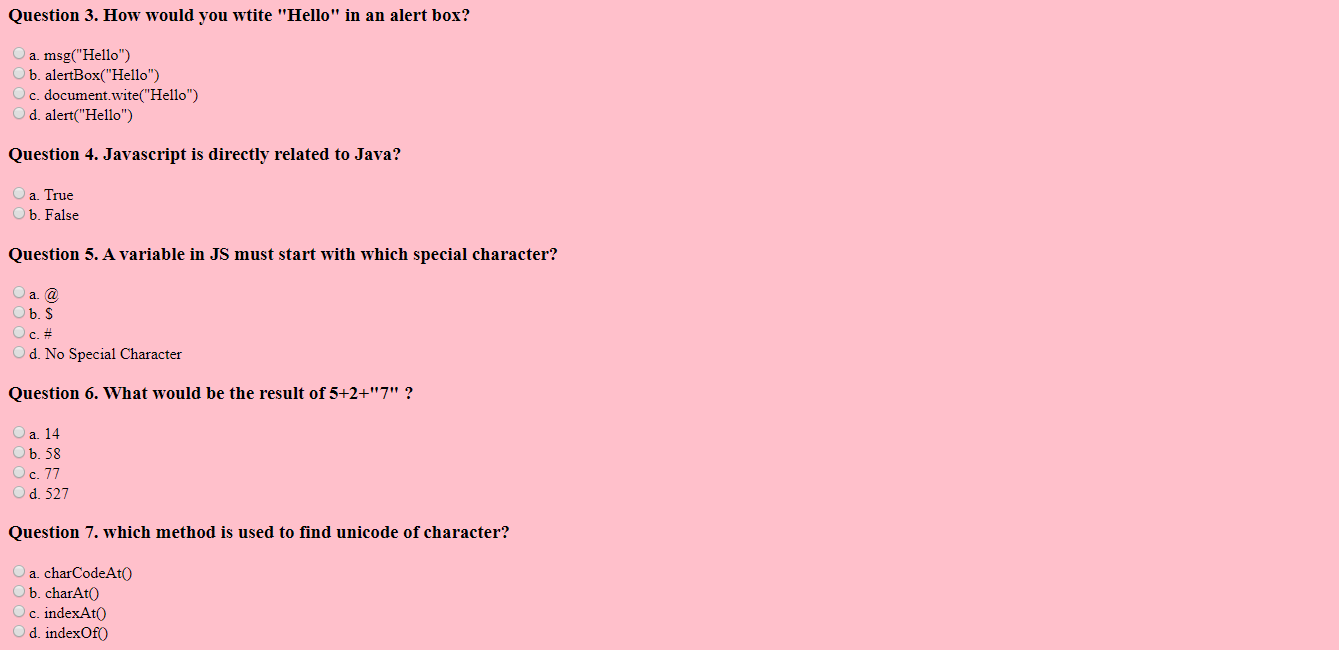 Question 3. How would you wtite "Hello" in an alert box?
a. msg("Hello")
b. alertBox("Hello")
c. document.wite("Hello")
d. alert("Hello")
Question 4. Javascript is directly related to Java?
a. True
b. False
Question 5. A variable in JS must start with which special character?
a. @
b. $
c. #
d. No Special Character
Question 6. What would be the result of 5+2+"7" ?
a. 14
b. 58
c. 77
d. 527
Question 7. which method is used to find unicode of character?
a. charCodeAt()
b. charAt()
c. indexAt()
d. indexOf()